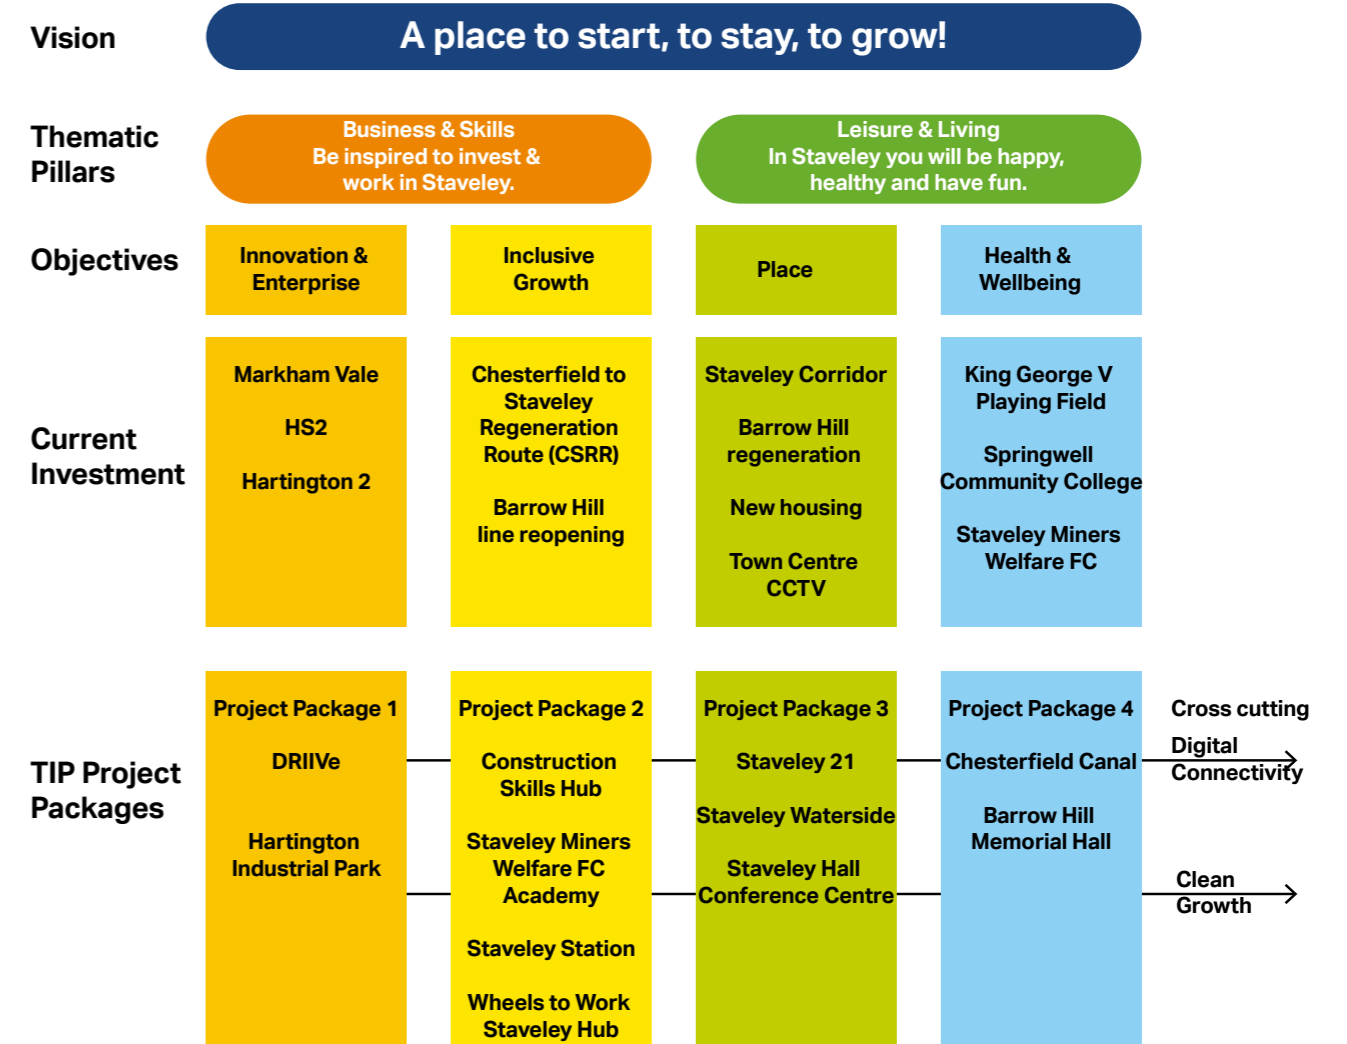 Vision
A place to start, to stay, to grow!
Thematic
Pillars
Business & Skills
Be inspired to invest &
work in Staveley.
Leisure & Living
In Staveley you will be happy,
healthy and have fun.
Objectives
Innovation &
Enterprise
Inclusive
Growth
Place
Health &
Wellbeing
Current
Investment
Markham Vale
HS2
Hartington 2
Chesterfield to
Staveley
Regeneration
Route (CSRR)
Barrow Hill
line reopening
Staveley Corridor
Barrow Hill
regeneration
New housing
Town Centre
CCTV
King George V
Playing Field
Springwell
Community College
Staveley Miners
Welfare FC
TIP Project
Packages
Project Package 1
DRIIVe
Hartington
Industrial Park
Project Package 2
Construction
Skills Hub
Staveley Miners
Welfare FC
Academy
Staveley Station
Wheels to Work
Staveley Hub
Project Package 3
Staveley 21
Staveley Waterside
Staveley Hall
Conference Centre
Project Package 4
Chesterfield Canal
Barrow Hill
Memorial Hall
Cross cutting
Digital
Connectivity
Clean
Growth